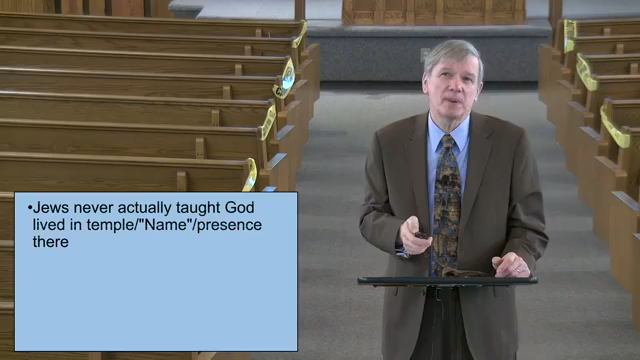 •Jews never actually taught God
lived in temple/"Name"/presence
there